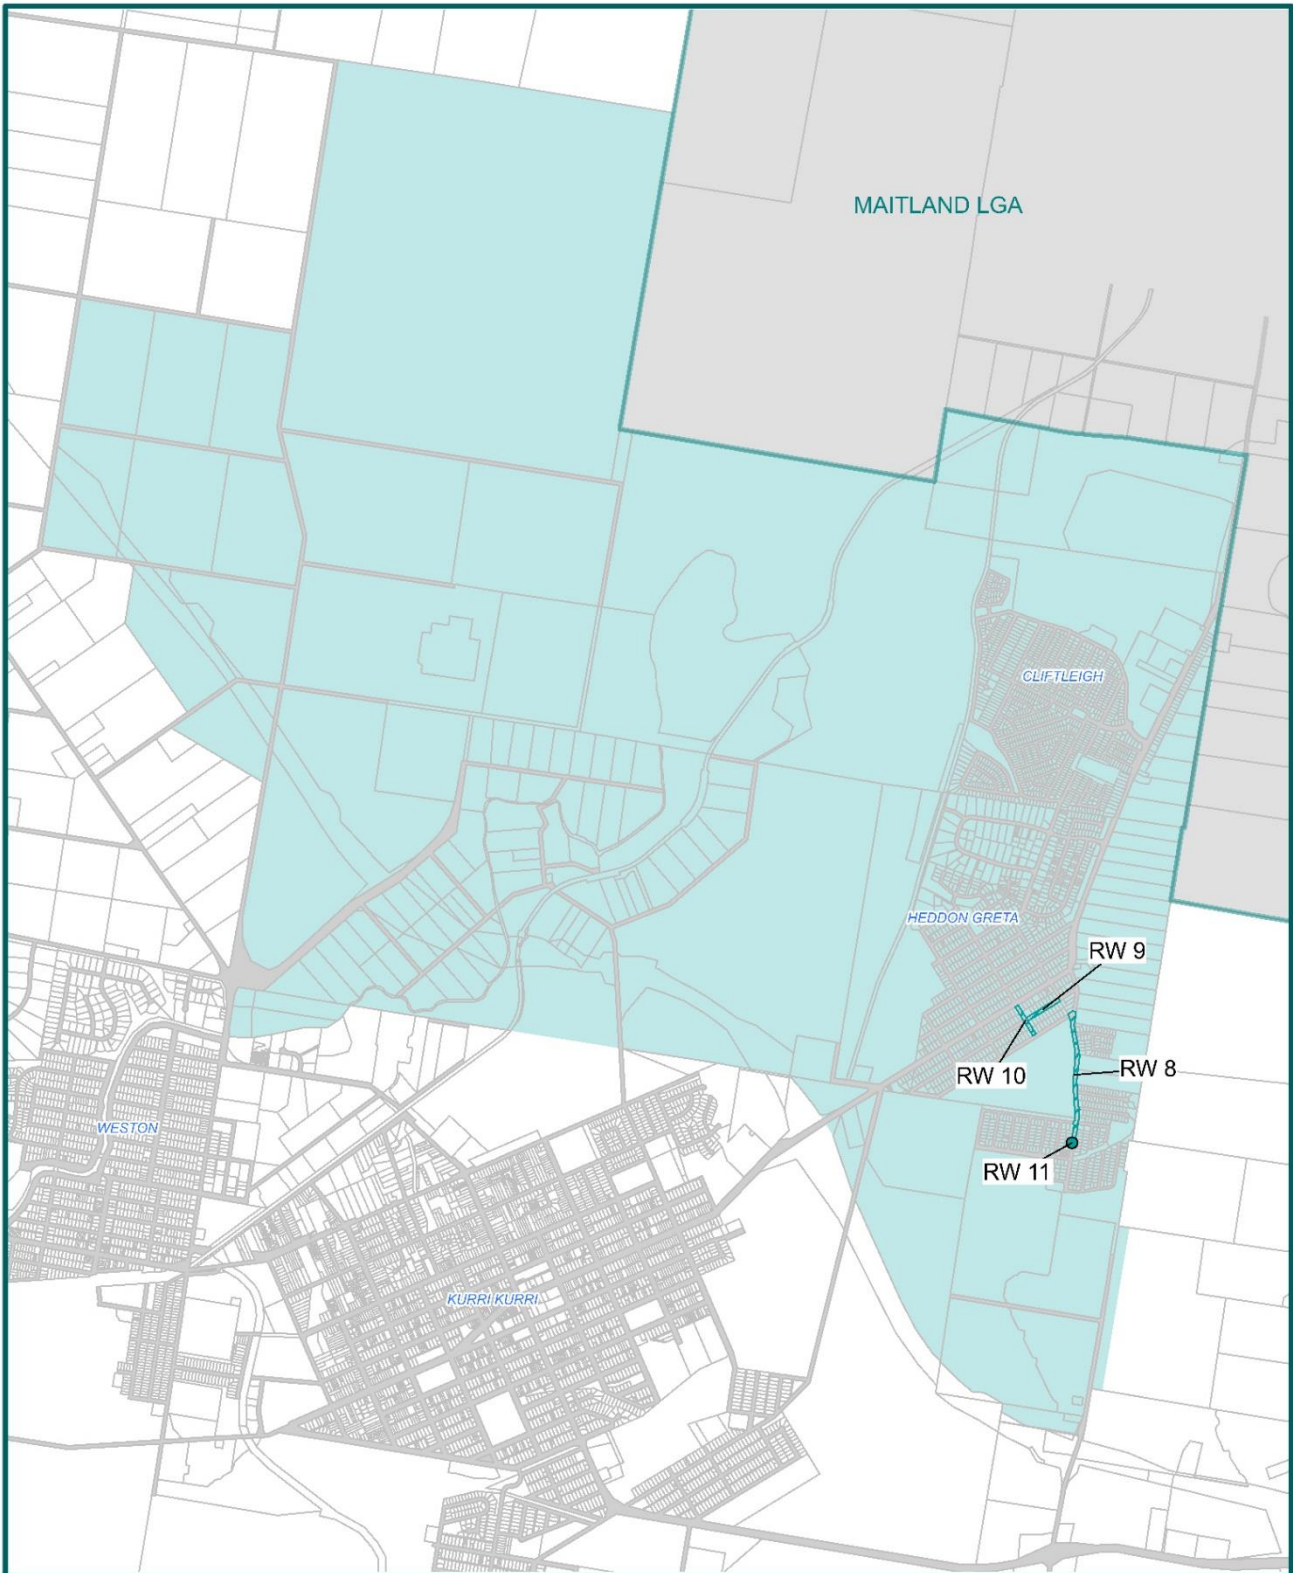 MAITLAND LGA
CLIFTLEIGH
HEDDON GRETA
RW 9
RW 10
RW 8
WESTON
RW 11
KURRI KURRI